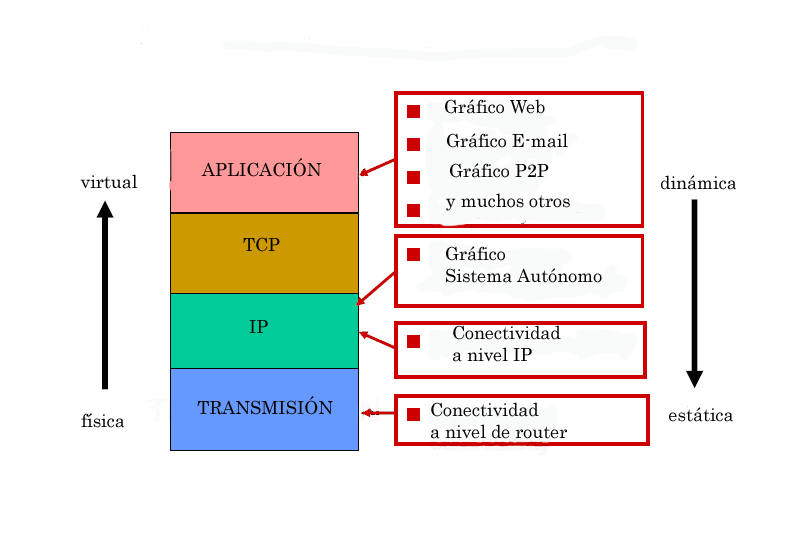 virtual
física
APLICACIÓN
TCP
IP
TRANSMISIÓN
Gráfico Web
Gráfico E-mail
Gráfico P2P
y muchos otros
Gráfico
Sistema Autónomo
Conectividad
a nivel IP
Conectividad
a nivel de router
dinámica
estática